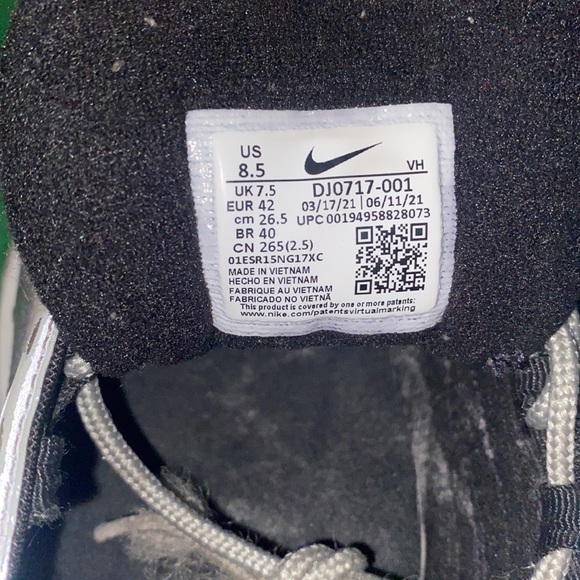 US
8.5
VH
UK 7.5
DJ0717-001
EUR 42
03/17/21 | 06/11/21
cm 26.5
UPC 00194958828073
BR 40
CN 265(2.5)
01ESR15NG17XC
MADE IN VIETNAM
HECHO EN VIETNAM
FABRIQUE AU VIETNAM
FABRICADO NO VIETNÃ
This product is covered by one or more patents:
www.nike.com/patentsvirtualmarking